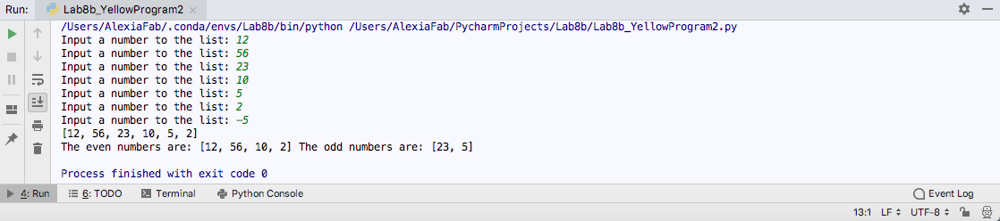 Run: Lab8b_YellowProgram2 ×
/Users/AlexiaFab/.conda/envs/Lab8b/bin/python /Users/AlexiaFab/PycharmProjects/Lab8b/Lab8b_YellowProgram2.py
Input a number to the list: 12
Input a number to the list: 56
Input a number to the list: 23
Input a number to the list: 10
Input a number to the list: 5
Input a number to the list: 2
Input a number to the list: -5
[12, 56, 23, 10, 5, 2]
The even numbers are: [12, 56, 10, 2] The odd numbers are: [23, 5]
Process finished with exit code 0
4: Run 6: TODO Terminal Python Console Event Log
13:1 LF UTF-8